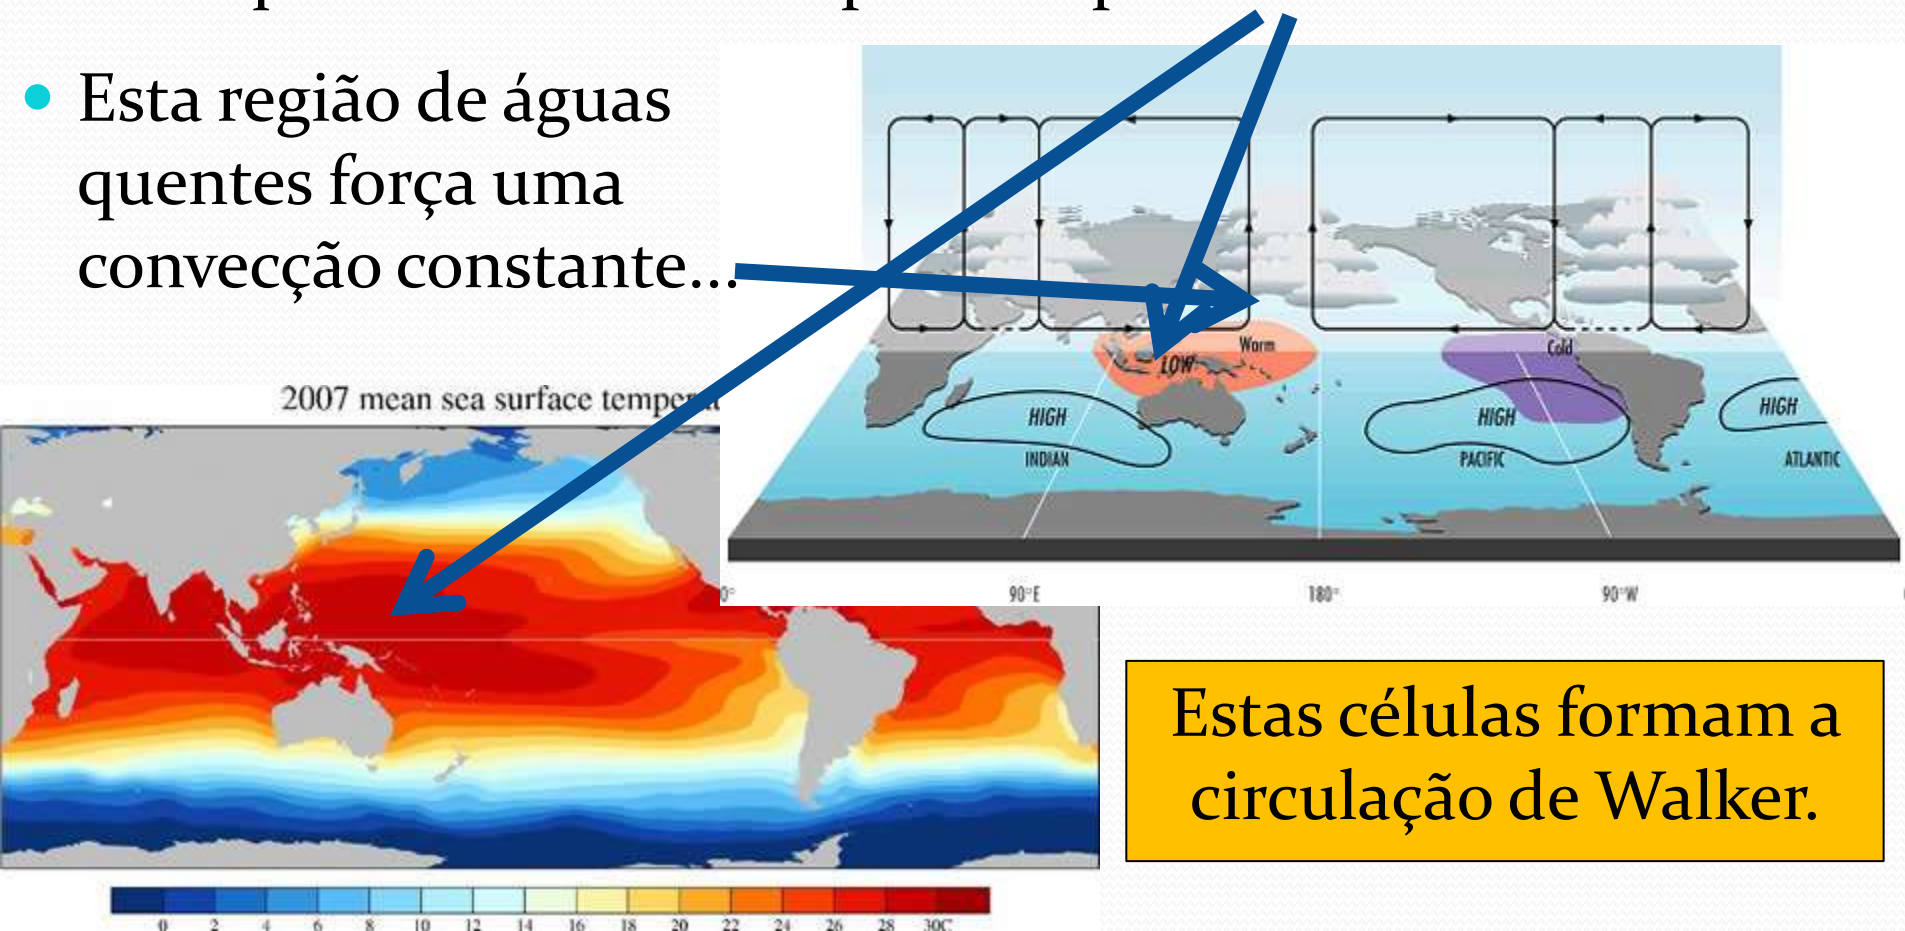 Esta região de águas
quentes força uma
convecção constante...
Warm
LOW
Cold
HIGH
HIGH
HIGH
INDIAN
PACIFIC
ATLANTIC
2007 mean sea surface
0°
90°E
180°
90°W
Estas células formam a
circulação de Walker.
0 2 4 6 8 10 12 14 16 18 20 22 24 26 28 30C